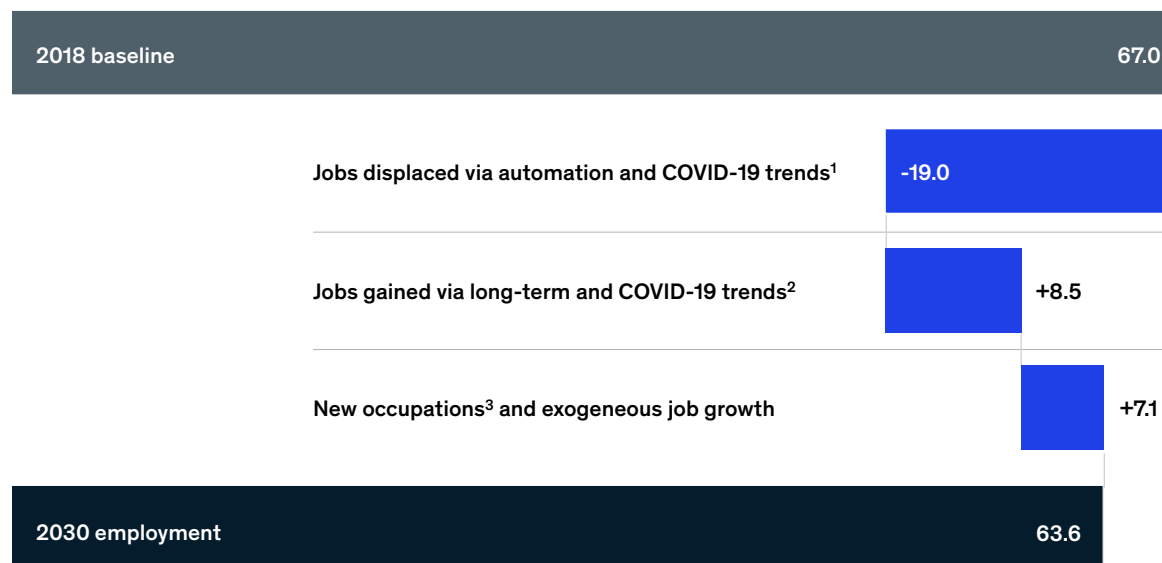 2018 baseline 67.0
Jobs displaced via automation and COVID-19 trends¹ -19.0
Jobs gained via long-term and COVID-19 trends² +8.5
New occupations³ and exogeneous job growth +7.1
2030 employment 63.6